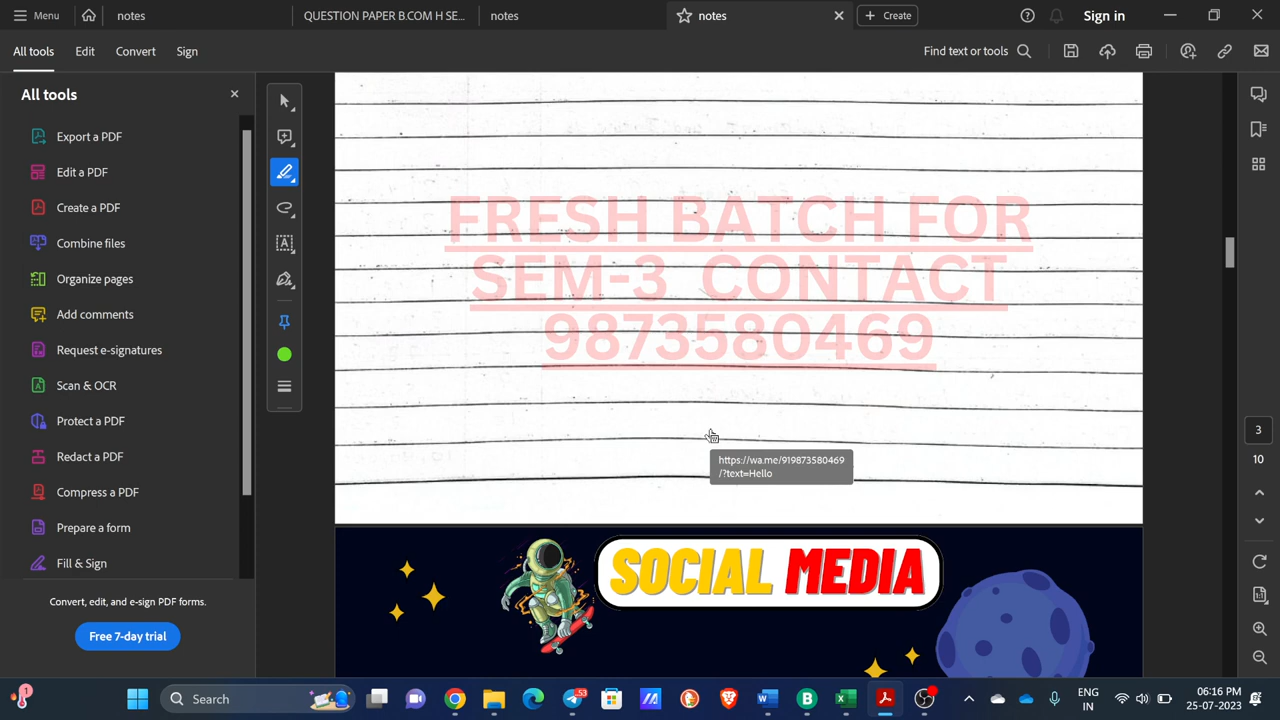 Menu
notes
QUESTION PAPER B.COM H SE...
notes
notes
Create
Sign in
All tools
Edit
Convert
Sign
Find text or tools
All tools
Export a PDF
Edit a PDF
Create a PDF
Combine files
Organize pages
Add comments
Request e-signatures
Scan & OCR
Protect a PDF
Redact a PDF
Compress a PDF
Prepare a form
Fill & Sign
Convert, edit and e-sign PDF forms.
Free 7-day trial
FRESH BATCH FOR
SEM-3 CONTACT
9873580469
https://wa.me/919873580469
/?text=Hello
SOCIAL MEDIA
3
10
Search
53
ENG
IN
06:16 PM
25-07-2023